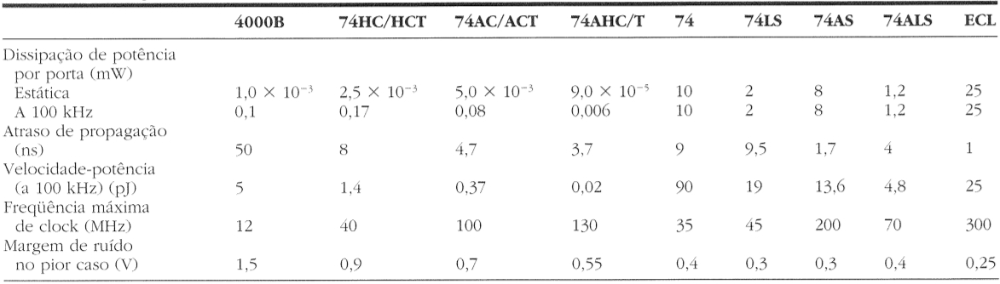 4000B 74HC/HCT 74AC/ACT 74AHC/T 74 74LS 74AS 74ALS ECL
Dissipação de potência
por porta (mW)
Estática 1,0 × 10⁻³ 2,5 × 10⁻³ 5,0 × 10⁻³ 9,0 × 10⁻⁵ 10 2 8 1,2 25
A 100 kHz 0,1 0,17 0,08 0,006 10 2 8 1,2 25
Atraso de propagação
(ns) 50 8 4,7 3,7 9 9,5 1,7 4 1
Velocidade-potência
(a 100 kHz) (pJ) 5 1,4 0,37 0,02 90 19 13,6 4,8 25
Freqüência máxima
de clock (MHz) 12 40 100 130 35 45 200 70 300
Margem de ruído
no pior caso (V) 1,5 0,9 0,7 0,55 0,4 0,3 0,3 0,4 0,25